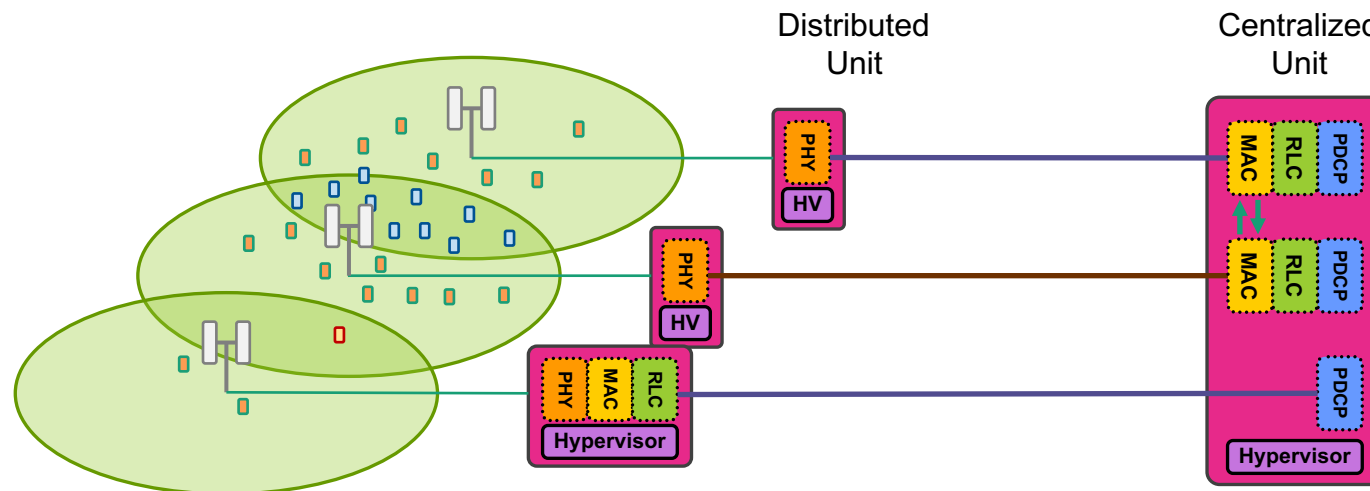 Distributed
Unit
Centralized
Unit
PHY
HV
MAC
RLC
PDCP
PHY
HV
MAC
RLC
PDCP
PHY
MAC
RLC
Hypervisor
PDCP
Hypervisor